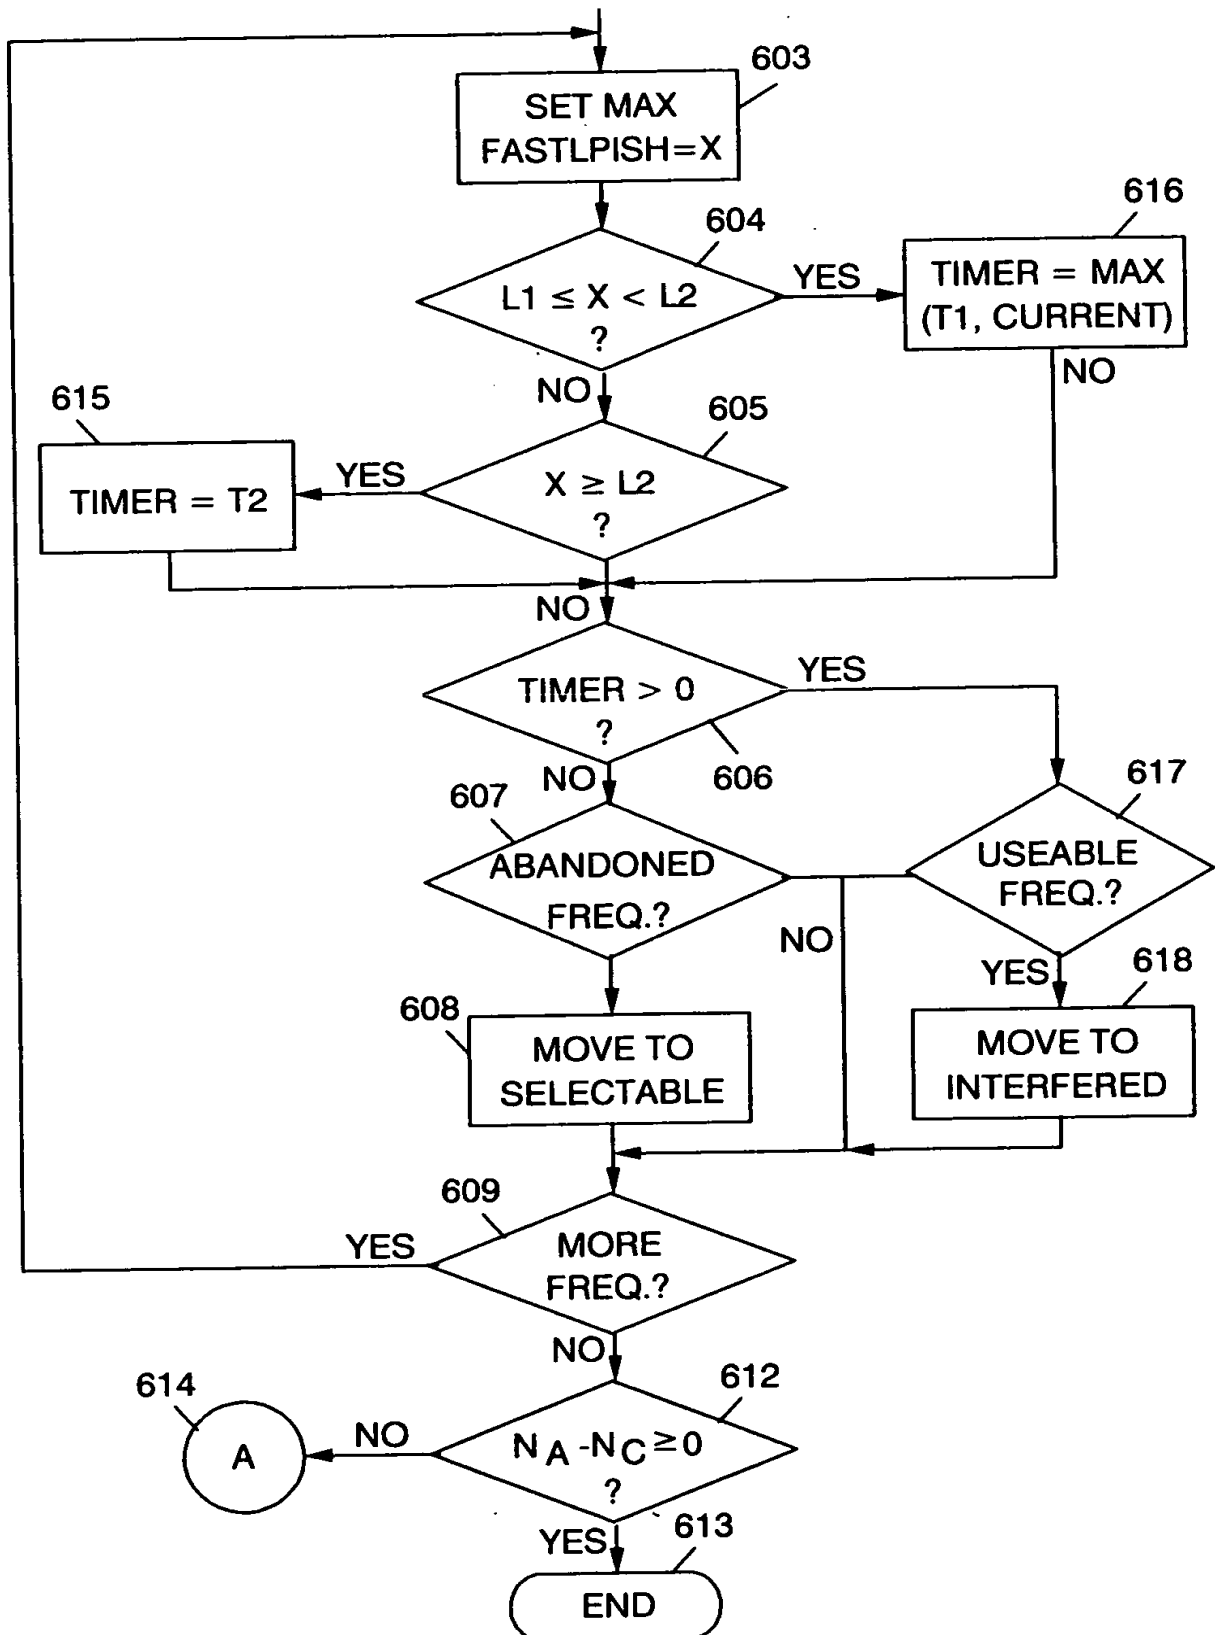 603
SET MAX
FASTLPISH=X
604
616
L1 ≤ X < L2
?
YES
TIMER = MAX
(T1, CURRENT)
NO
NO
615
605
TIMER = T2
YES
X ≥ L2
?
NO
TIMER > 0
?
YES
606
NO
607
617
ABANDONED
FREQ.?
USEABLE
FREQ.?
NO
YES
618
608
MOVE TO
SELECTABLE
MOVE TO
INTERFERED
609
YES
MORE
FREQ.?
NO
612
614
A
NO
N A -N C ≥0
?
YES
613
END